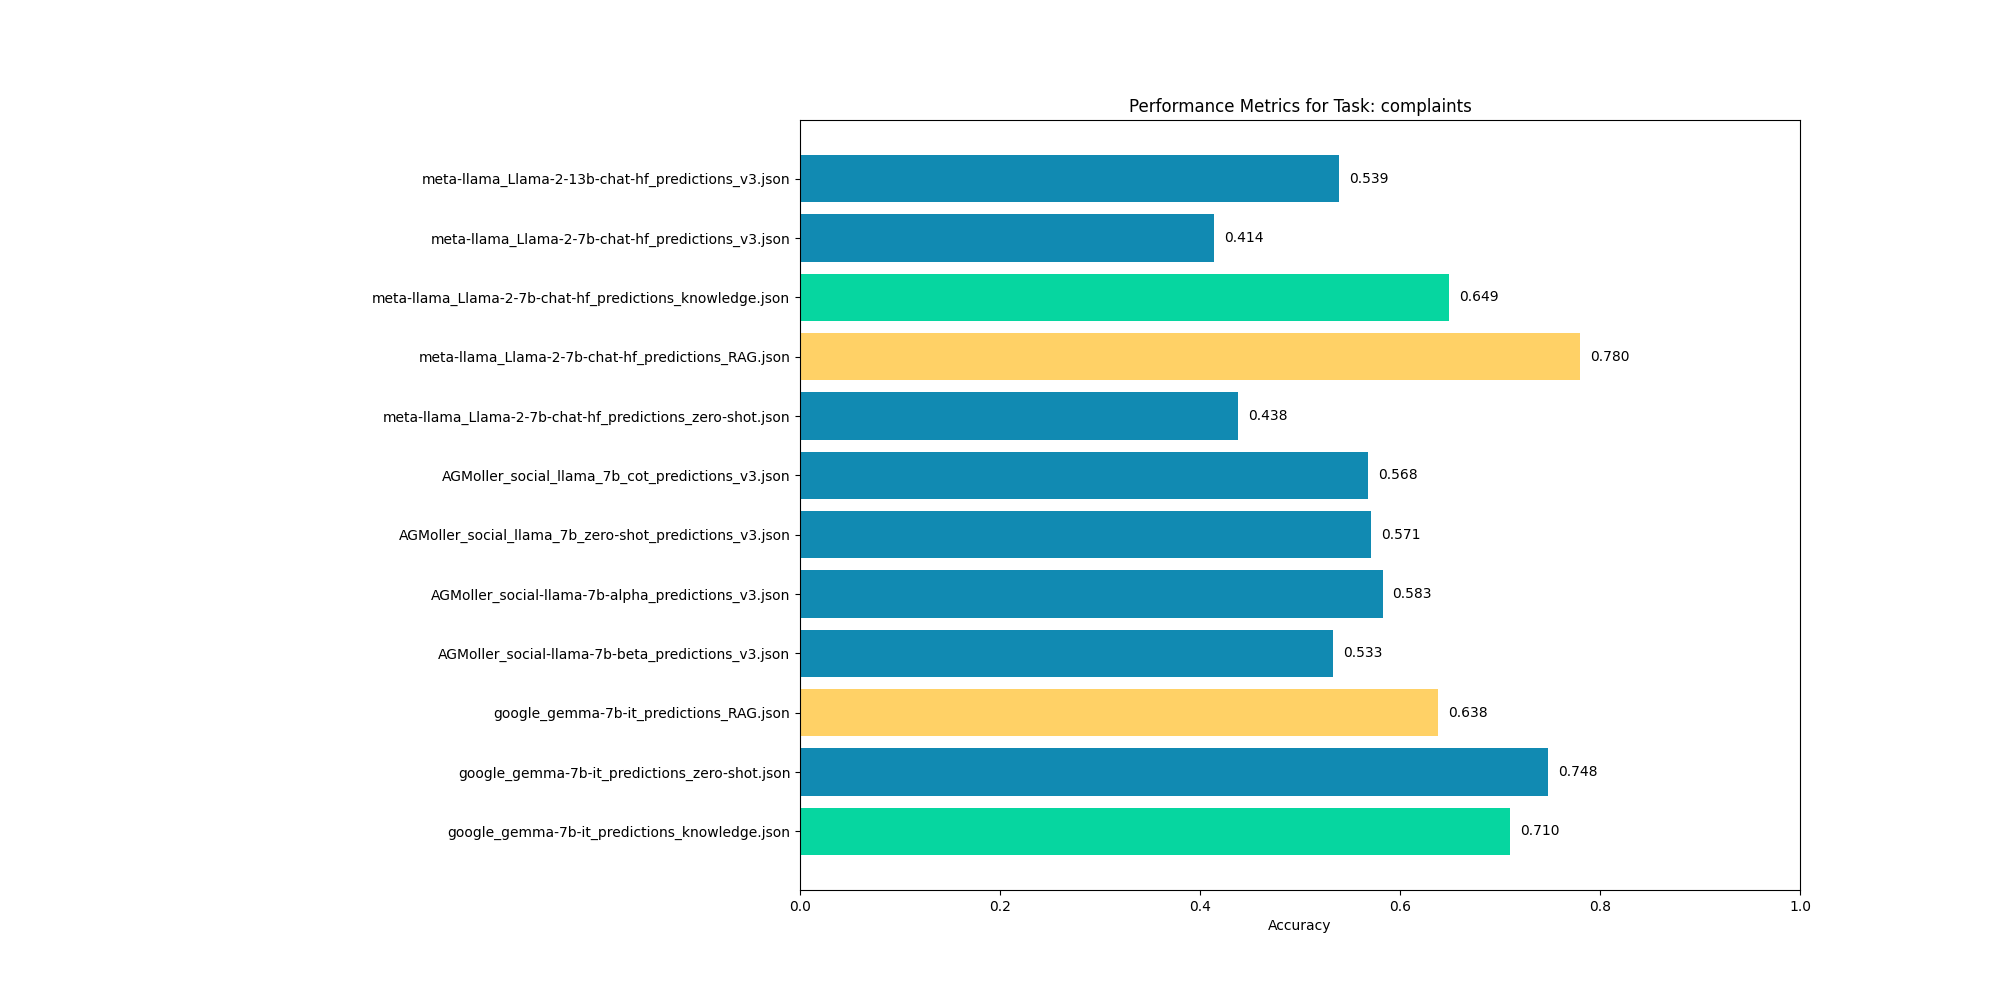 Performance Metrics for Task: complaints
meta-llama_Llama-2-13b-chat-hf_predictions_v3.json 0.539
meta-llama_Llama-2-7b-chat-hf_predictions_v3.json 0.414
meta-llama_Llama-2-7b-chat-hf_predictions_knowledge.json 0.649
meta-llama_Llama-2-7b-chat-hf_predictions_RAG.json 0.780
meta-llama_Llama-2-7b-chat-hf_predictions_zero-shot.json 0.438
AGMoller_social_llama_7b_cot_predictions_v3.json 0.568
AGMoller_social_llama_7b_zero-shot_predictions_v3.json 0.571
AGMoller_social-llama-7b-alpha_predictions_v3.json 0.583
AGMoller_social-llama-7b-beta_predictions_v3.json 0.533
google_gemma-7b-it_predictions_RAG.json 0.638
google_gemma-7b-it_predictions_zero-shot.json 0.748
google_gemma-7b-it_predictions_knowledge.json 0.710
0.0 0.2 0.4 0.6 0.8 1.0
Accuracy